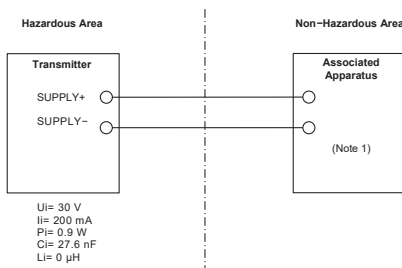 Hazardous Area
Non-Hazardous Area
Transmitter
SUPPLY+
SUPPLY−
Associated
Apparatus
(Note 1)
Ui= 30 V
Ii= 200 mA
Pi= 0.9 W
Ci= 27.6 nF
Li= 0 µH